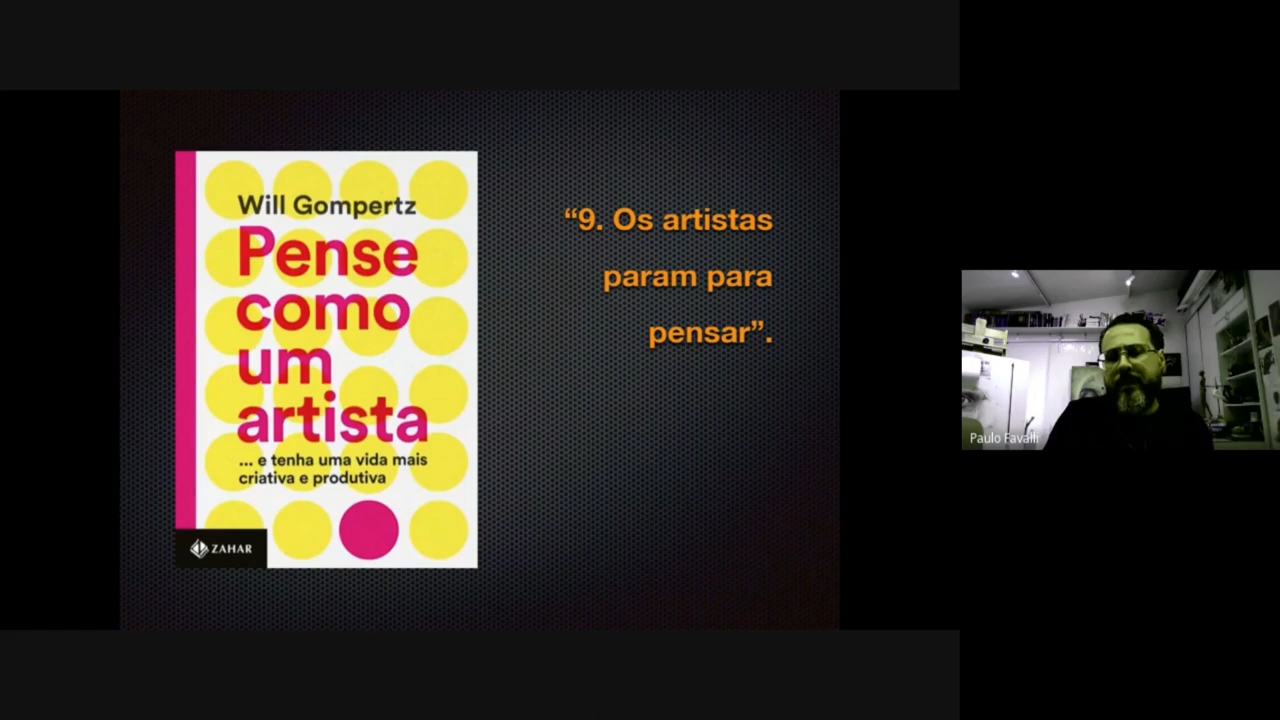 Will Gompertz
Pense
como
um
artista
... e tenha uma vida mais
criativa e produtiva
ZAHAR
“9. Os artistas
param para
pensar”.
Paulo Favalli